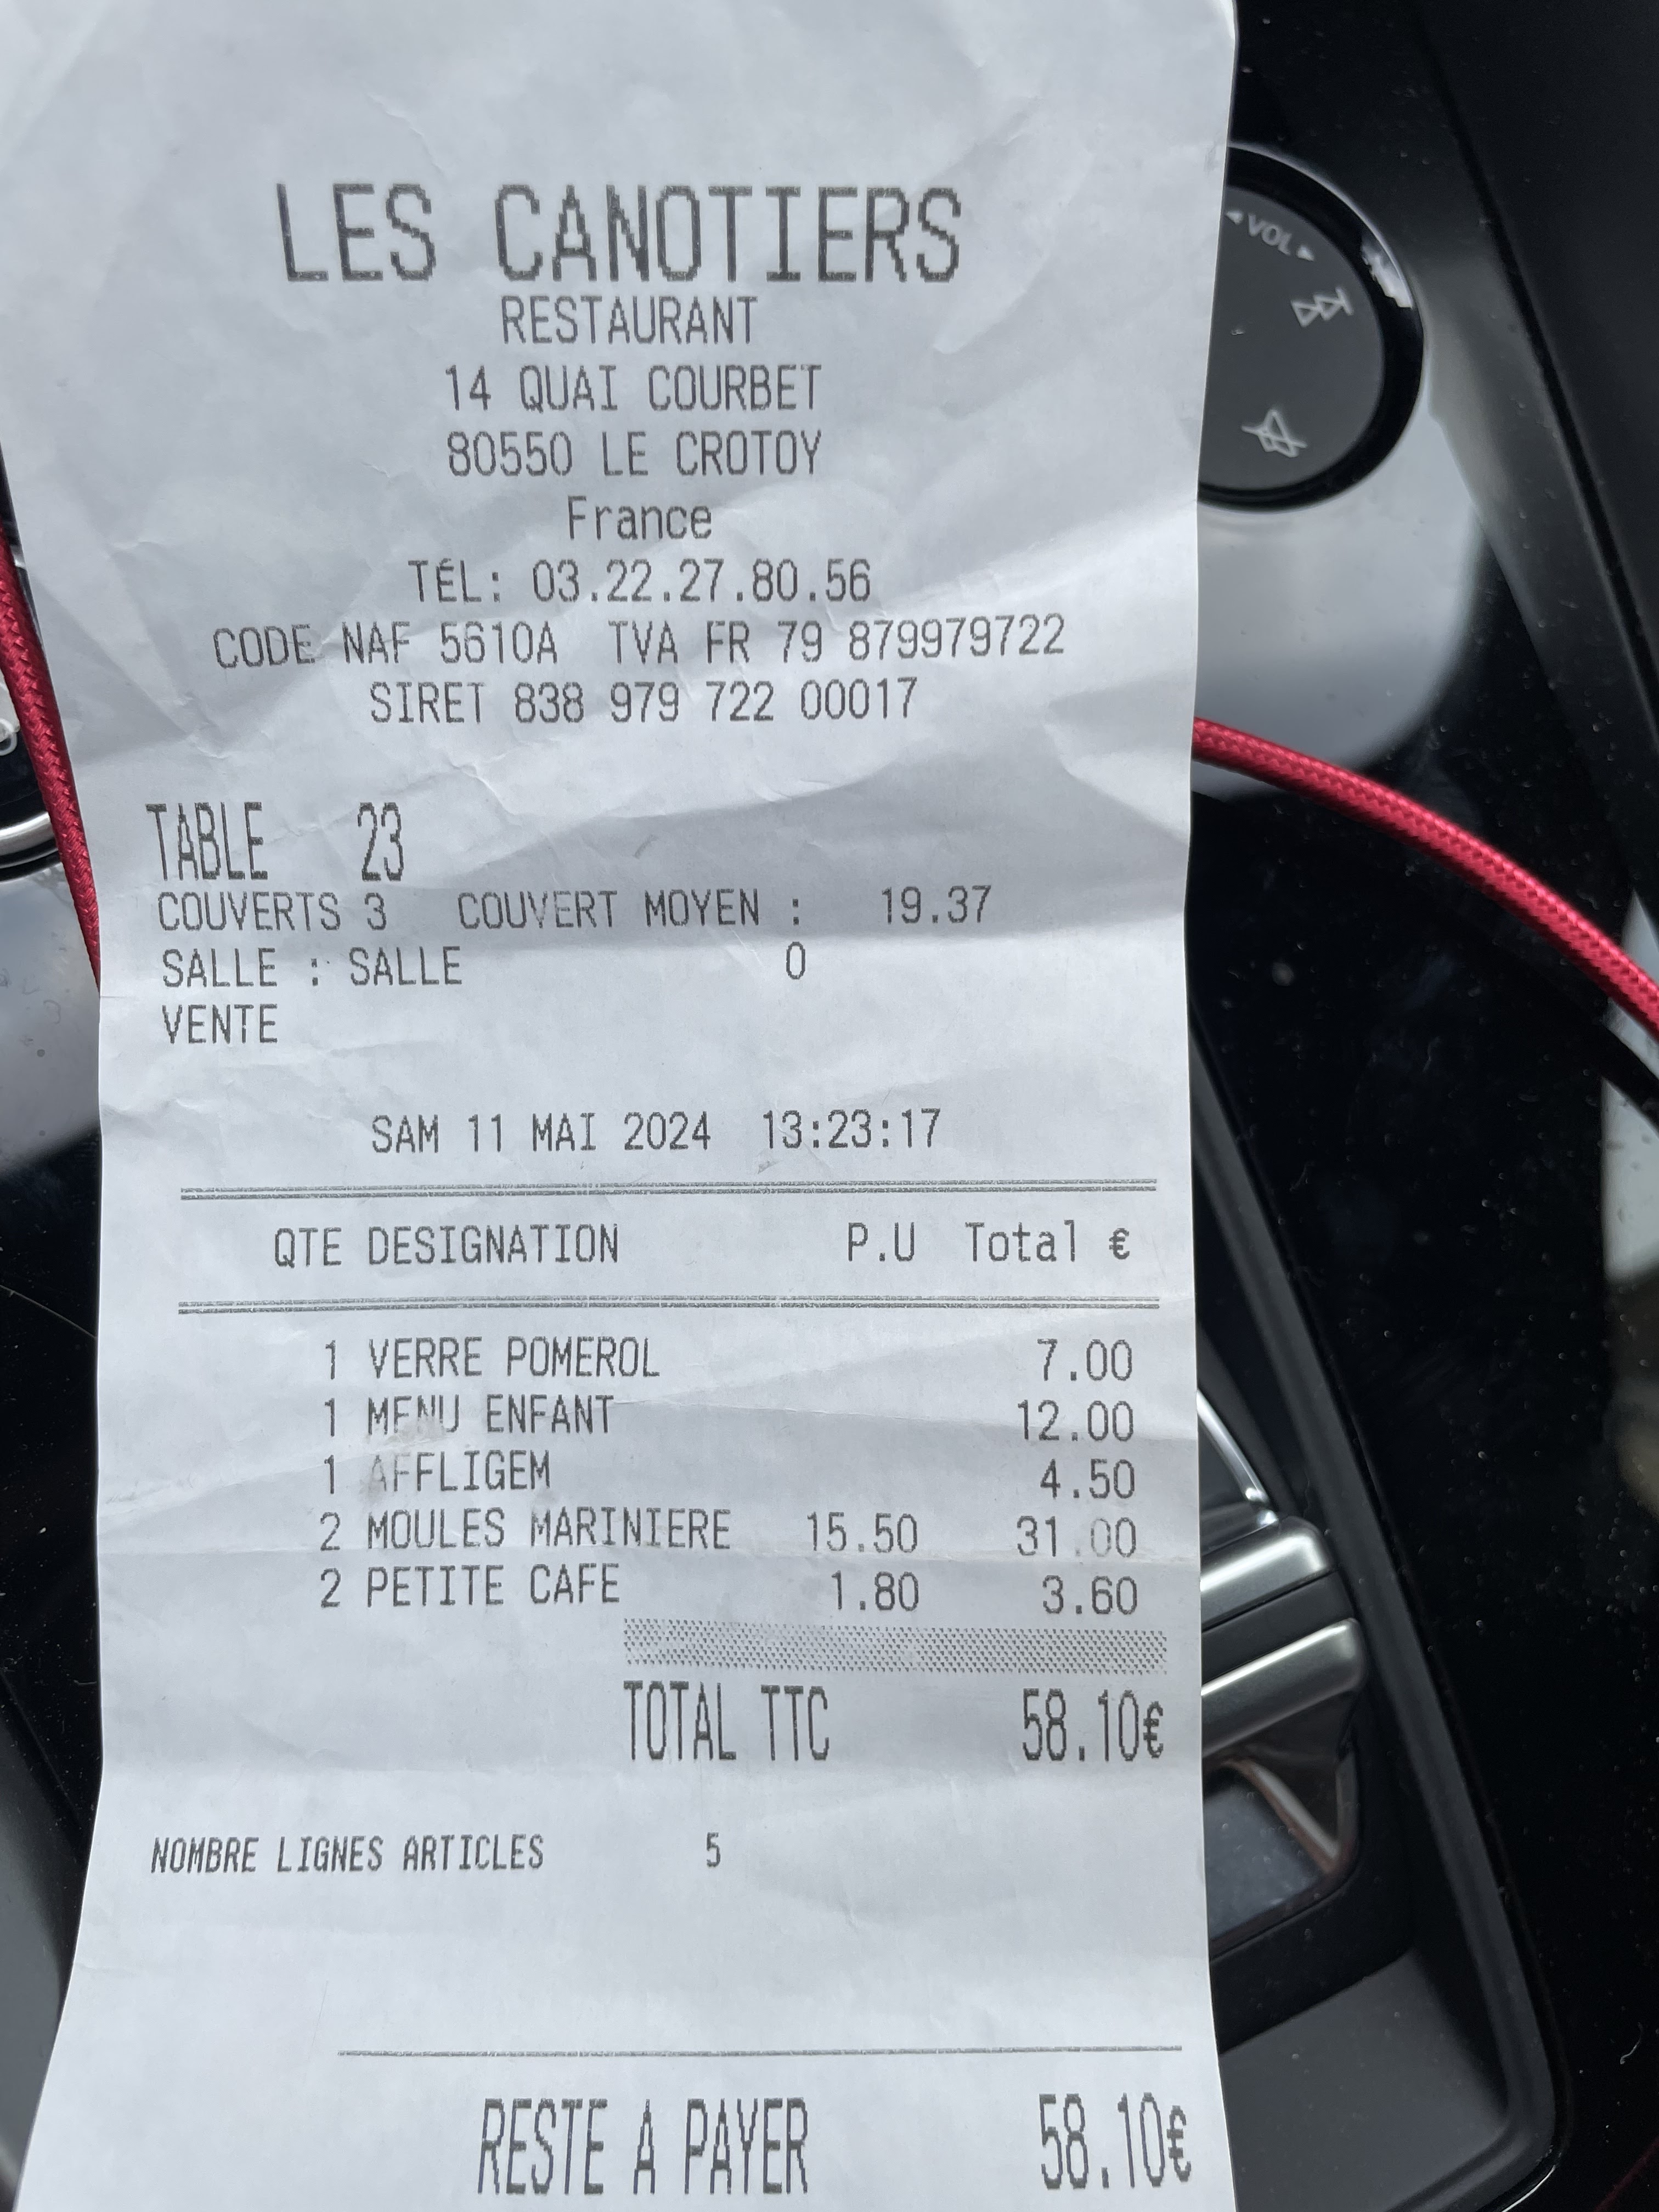 LES CANOTIERS
RESTAURANT
14 QUAI COURBET
80550 LE CROTOY
France
TÉL: 03.22.27.80.56
CODE NAF 5610A TVA FR 79 879979722
SIRET 838 979 722 00017
TABLE 23
COUVERTS 3 COUVERT MOYEN : 19.37
SALLE : SALLE 0
VENTE
SAM 11 MAI 2024 13:23:17
QTE DESIGNATION P.U Total €
1 VERRE POMEROL 7.00
1 MENU ENFANT 12.00
1 AFFLIGEM 4.50
2 MOULES MARINIERE 15.50 31.00
2 PETITE CAFE 1.80 3.60
TOTAL TTC 58.10€
NOMBRE LIGNES ARTICLES 5
RESTE A PAYER 58.10€
VOL